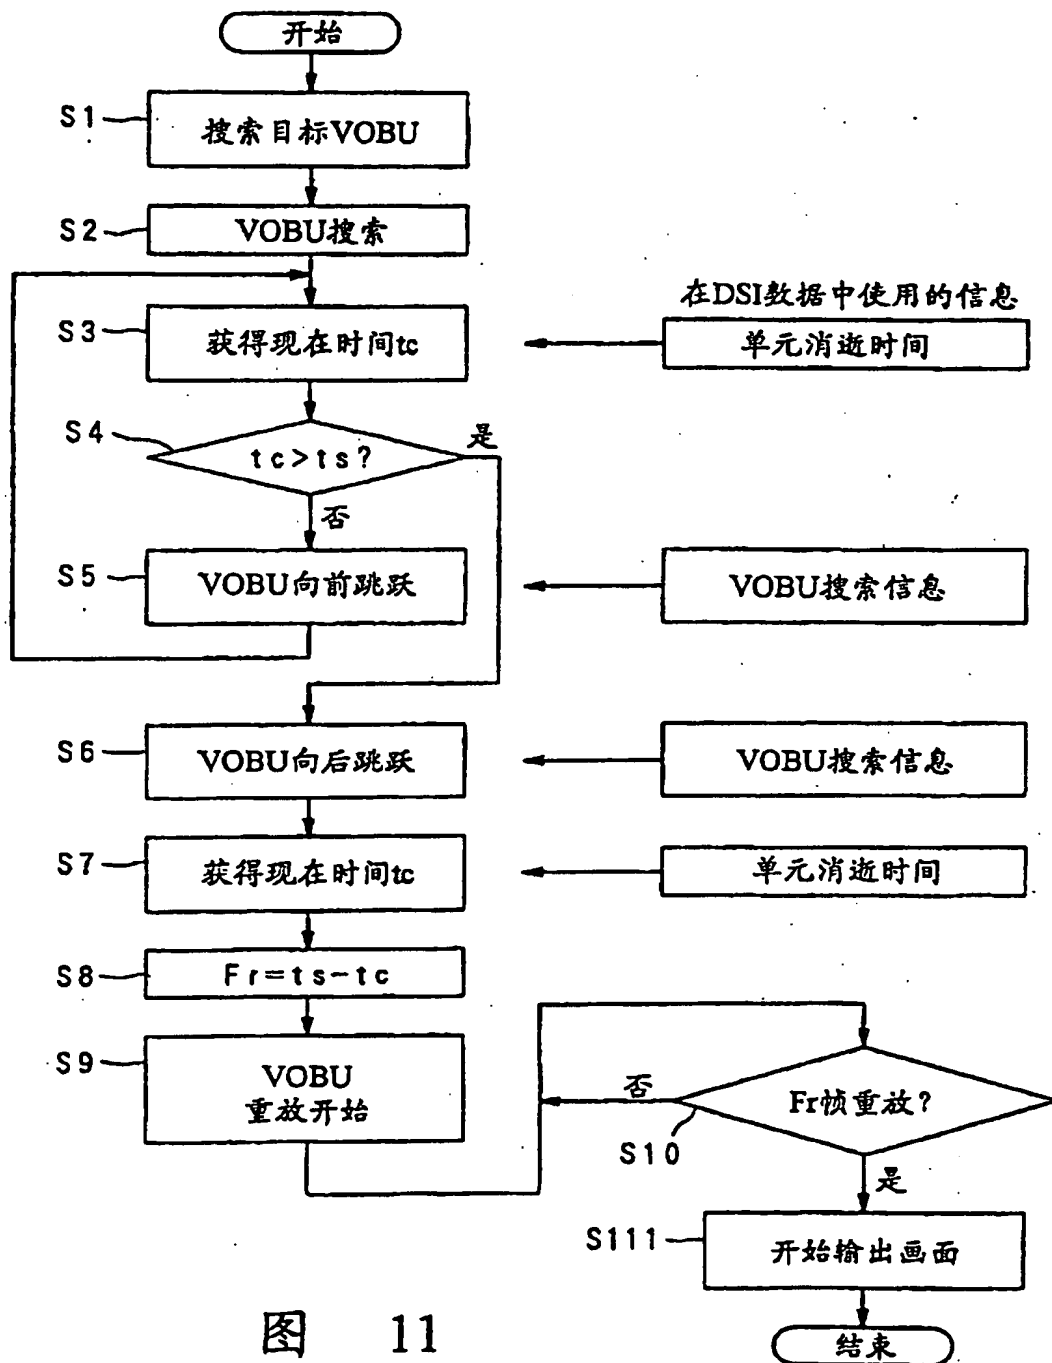 开始
S1
搜索目标VOBU
S2
VOBU搜索
在DSI数据中使用的信息
S3
获得现在时间tc
单元消逝时间
S4
tc>ts?
是
否
S5
VOBU向前跳跃
VOBU搜索信息
S6
VOBU向后跳跃
VOBU搜索信息
S7
获得现在时间tc
单元消逝时间
S8
Fr=ts-tc
S9
VOBU
重放开始
否
Fr帧重放?
S10
是
S111
开始输出画面
结束
图 11